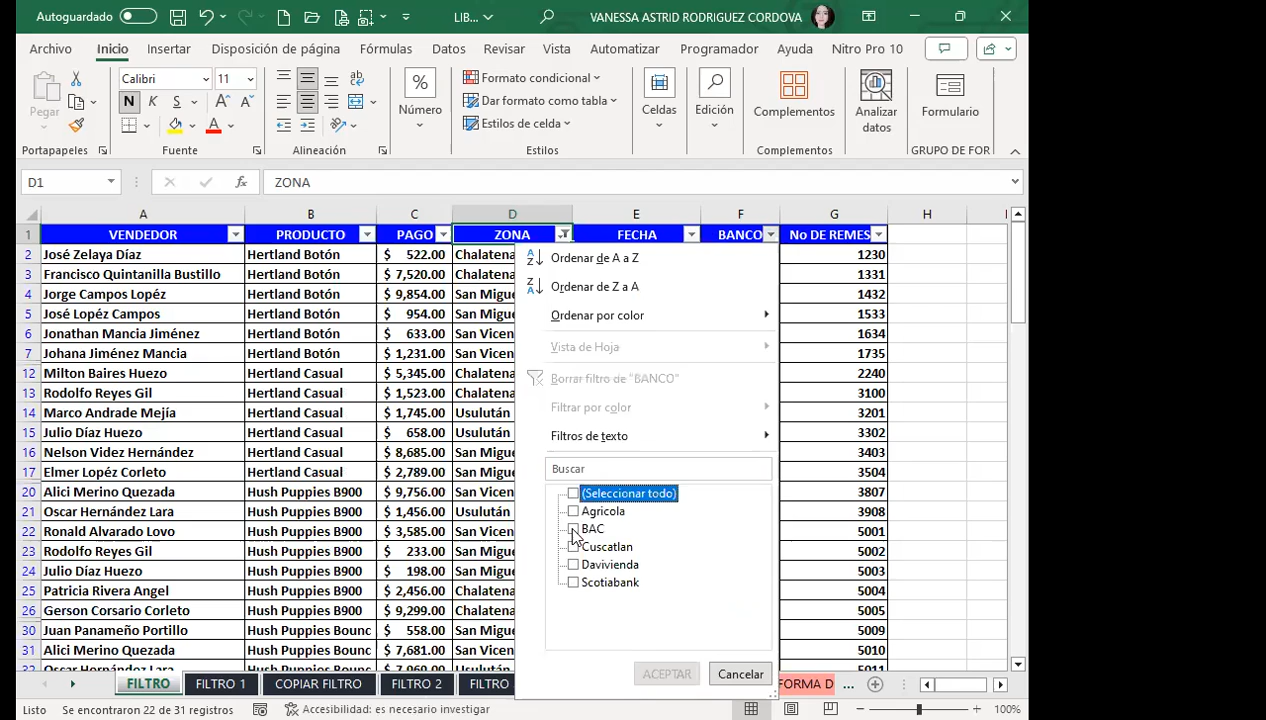 Autoguardado LIB... VANESSA ASTRID RODRIGUEZ CORDOVA
Archivo Inicio Insertar Disposición de página Fórmulas Datos Revisar Vista Automatizar Programador Ayuda Nitro Pro 10
Pegar Calibri 11 Número Formato condicional Celdas Edición Complementos Analizar datos Formulario
N K S Dar formato como tabla
Estilos de celda
Portapapeles Fuente Alineación Estilos Complementos GRUPO DE FOR
D1 fx ZONA
A B C D E F G H I
1 VENDEDOR PRODUCTO PAGO ZONA FECHA BANCO No DE REMES
2 José Zelaya Díaz Hertland Botón $ 522.00 Chalatena 1230
3 Francisco Quintanilla Bustillo Hertland Botón $ 7,520.00 Chalatena 1331
4 Jorge Campos Lopéz Hertland Botón $ 9,854.00 San Migue 1432
5 José Lopéz Campos Hertland Botón $ 954.00 San Migue 1533
6 Jonathan Mancia Jiménez Hertland Botón $ 633.00 San Vicen 1634
7 Johana Jiménez Mancia Hertland Botón $ 1,231.00 San Vicen 1735
12 Milton Baires Huezo Hertland Casual $ 5,345.00 Chalatena 2240
13 Rodolfo Reyes Gil Hertland Casual $ 1,523.00 Chalatena 3100
14 Marco Andrade Mejía Hertland Casual $ 1,745.00 Usulután 3201
15 Julio Díaz Huezo Hertland Casual $ 658.00 Usulután 3302
16 Nelson Videz Hernández Hertland Casual $ 8,685.00 San Migue 3403
17 Elmer Lopéz Corleto Hertland Casual $ 2,789.00 San Migue 3504
20 Alici Merino Quezada Hush Puppies B900 $ 9,756.00 San Vicen 3807
21 Oscar Hernández Lara Hush Puppies B900 $ 1,456.00 Usulután 3908
22 Ronald Alvarado Lovo Hush Puppies B900 $ 3,585.00 San Vicen 5001
23 Rodolfo Reyes Gil Hush Puppies B900 $ 233.00 San Migue 5002
24 Julio Díaz Huezo Hush Puppies B900 $ 198.00 San Migue 5003
25 Patricia Rivera Angel Hush Puppies B900 $ 2,456.00 Chalatena 5004
26 Gerson Corsario Corleto Hush Puppies B900 $ 9,299.00 Chalatena 5005
30 Juan Panameño Portillo Hush Puppies Bounc $ 558.00 San Migue 5009
31 Alici Merino Quezada Hush Puppies Bounc $ 7,681.00 San Vicen 5010
Oscar Hernández Lara
Ordenar de A a Z
Ordenar de Z a A
Ordenar por color
Vista de Hoja
Borrar filtro de "BANCO"
Filtrar por color
Filtros de texto
Buscar
(Seleccionar todo)
Agricola
BAC
Cuscatlan
Davivienda
Scotiabank
ACEPTAR Cancelar
FILTRO FILTRO 1 COPIAR FILTRO FILTRO 2 FILTRO FORMA D ...
Listo Se encontraron 22 de 31 registros Accesibilidad: es necesario investigar 100%